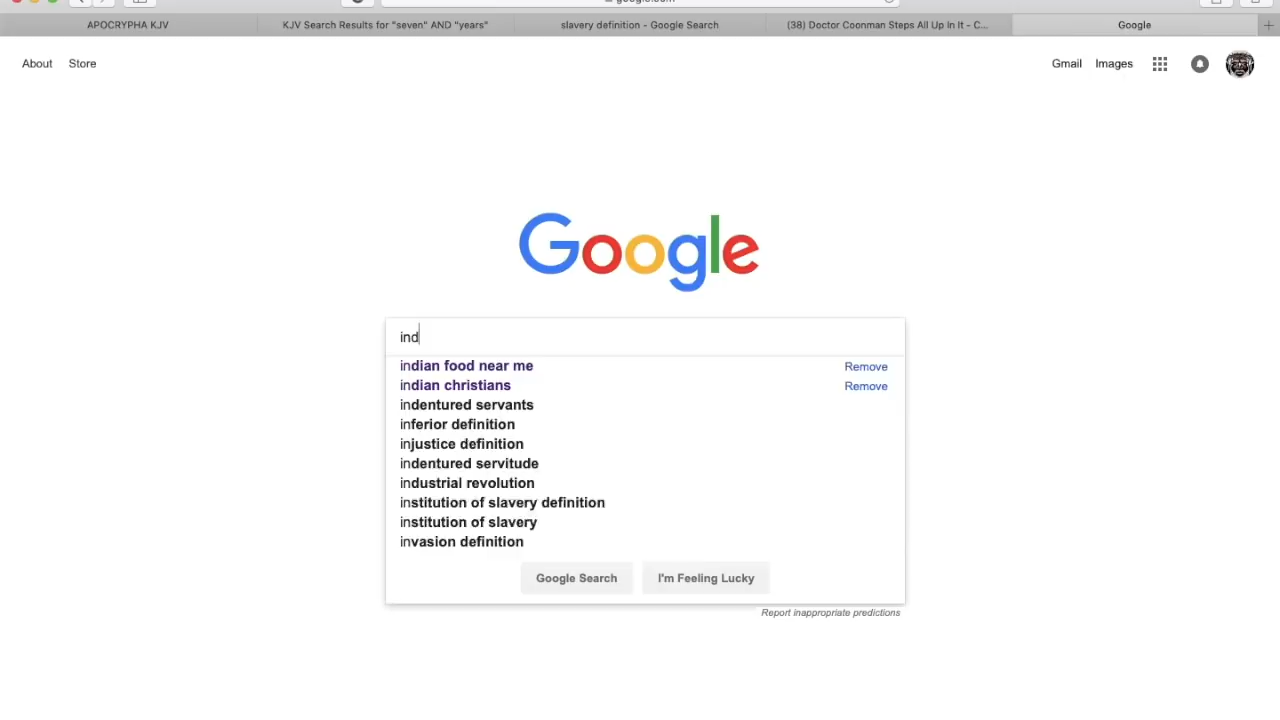 google.com
APOCRYPHA KJV
KJV Search Results for "seven" AND "years"
slavery definition - Google Search
(38) Doctor Coonman Steps All Up In It - C...
Google
About
Store
Gmail
Images
Google
ind
indian food near me
Remove
indian christians
Remove
indentured servants
inferior definition
injustice definition
indentured servitude
industrial revolution
institution of slavery definition
institution of slavery
invasion definition
Google Search
I'm Feeling Lucky
Report inappropriate predictions